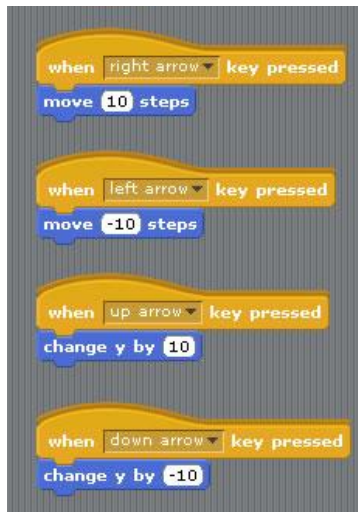 when right arrow key pressed
move 10 steps
when left arrow key pressed
move -10 steps
when up arrow key pressed
change y by 10
when down arrow key pressed
change y by -10